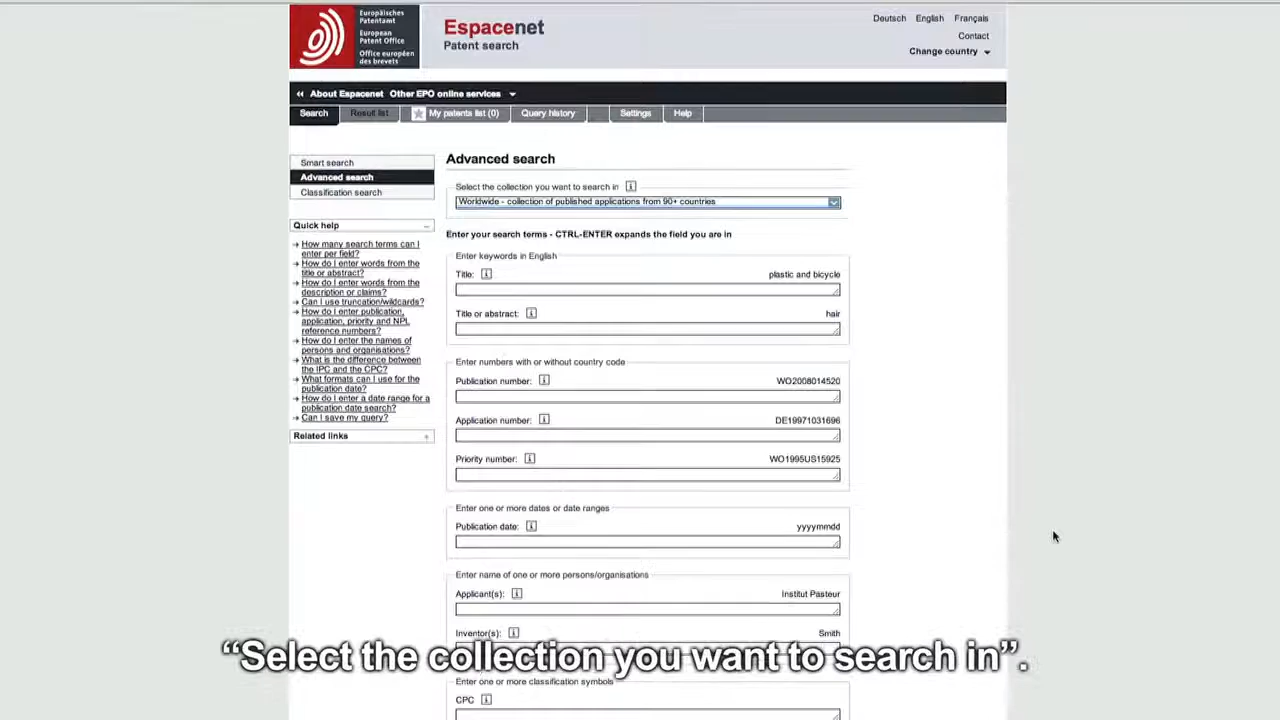 Europäisches
Patentamt
European
Patent Office
Office européen
des brevets
Espacenet
Patent search
Deutsch English Français
Contact
Change country
About Espacenet Other EPO online services
Search Result list My patents list (0) Query history Settings Help
Smart search
Advanced search
Classification search
Quick help
How many search terms can I
enter per field?
How do I enter words from the
title or abstract?
How do I enter words from the
description or claims?
Can I use truncation/wildcards?
How do I enter publication,
application, priority and NPL
reference numbers?
How do I enter the names of
persons and organisations?
What is the difference between
the IPC and the CPC?
What formats can I use for the
publication date?
How do I enter a date range for a
publication date search?
Can I save my query?
Related links
Advanced search
Select the collection you want to search in
Worldwide - collection of published applications from 90+ countries
Enter your search terms - CTRL-ENTER expands the field you are in
Enter keywords in English
Title: plastic and bicycle
Title or abstract: hair
Enter numbers with or without country code
Publication number: WO2008014520
Application number: DE19971031696
Priority number: WO1995US15925
Enter one or more dates or date ranges
Publication date: yyyymmdd
Enter name of one or more persons/organisations
Applicant(s): Institut Pasteur
Inventor(s): Smith
“Select the collection you want to search in”.
Enter one or more classification symbols
CPC